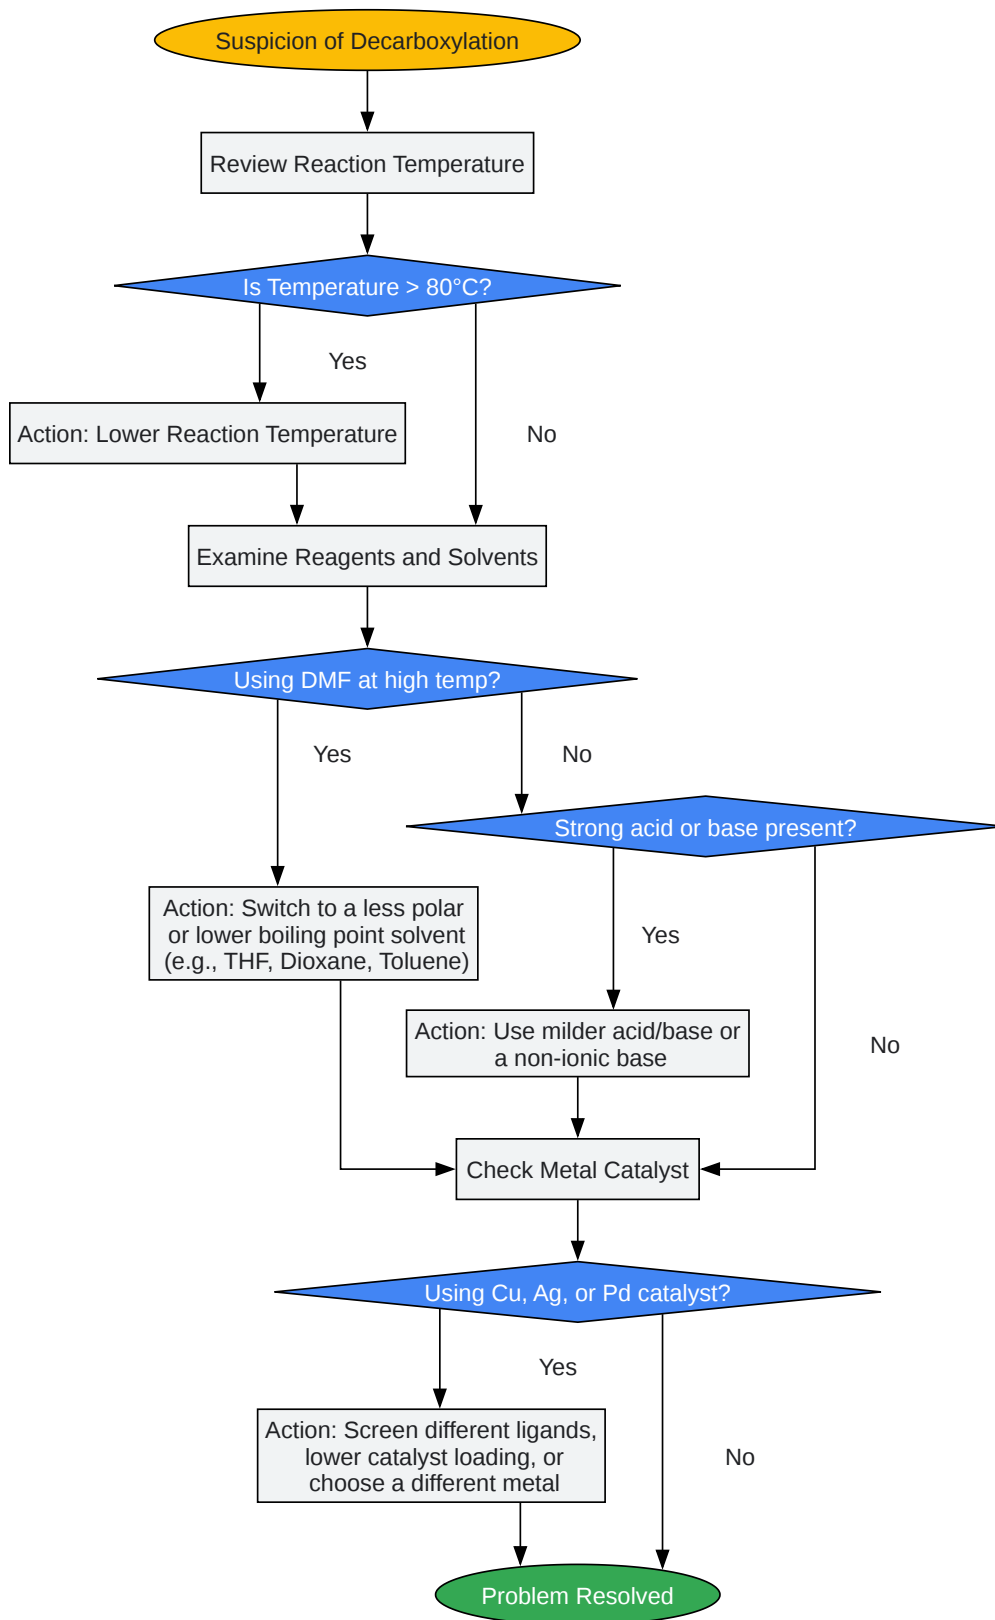 Suspicion of Decarboxylation
Review Reaction Temperature
Is Temperature > 80°C?
Yes
Action: Lower Reaction Temperature
No
Examine Reagents and Solvents
Using DMF at high temp?
Yes
No
Strong acid or base present?
Action: Switch to a less polar
or lower boiling point solvent
(e.g., THF, Dioxane, Toluene)
Yes
Action: Use milder acid/base or
a non-ionic base
No
Check Metal Catalyst
Using Cu, Ag, or Pd catalyst?
Yes
Action: Screen different ligands,
lower catalyst loading, or
choose a different metal
No
Problem Resolved